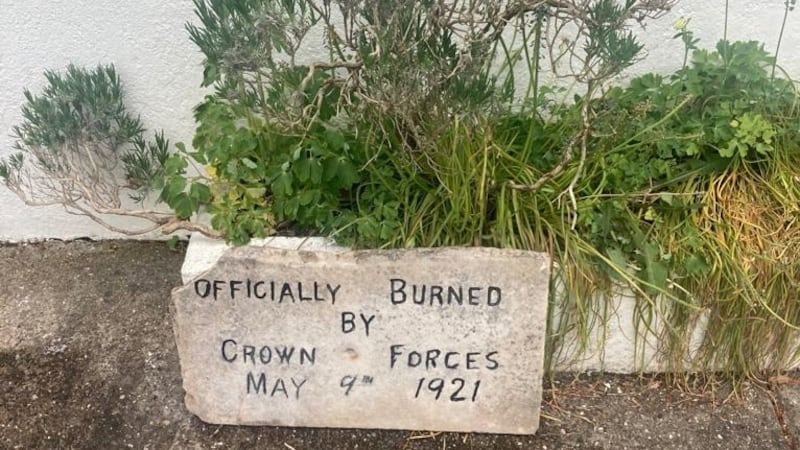 OFFICIALLY BURNED
BY
CROWN FORCES
MAY 9TH 1921